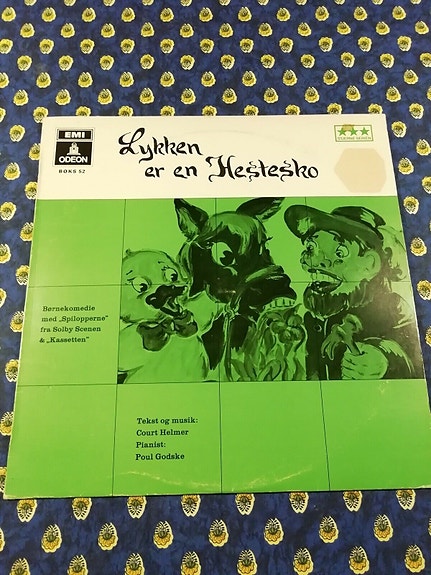 EMI
ODEON
BOKS 52
Lykken
er en Hestesko
Børnekomedie
med „Spilopperne"
fra Solby Scenen
& „Kassetten"
Tekst og musik:
Court Helmer
Pianist:
Poul Godske